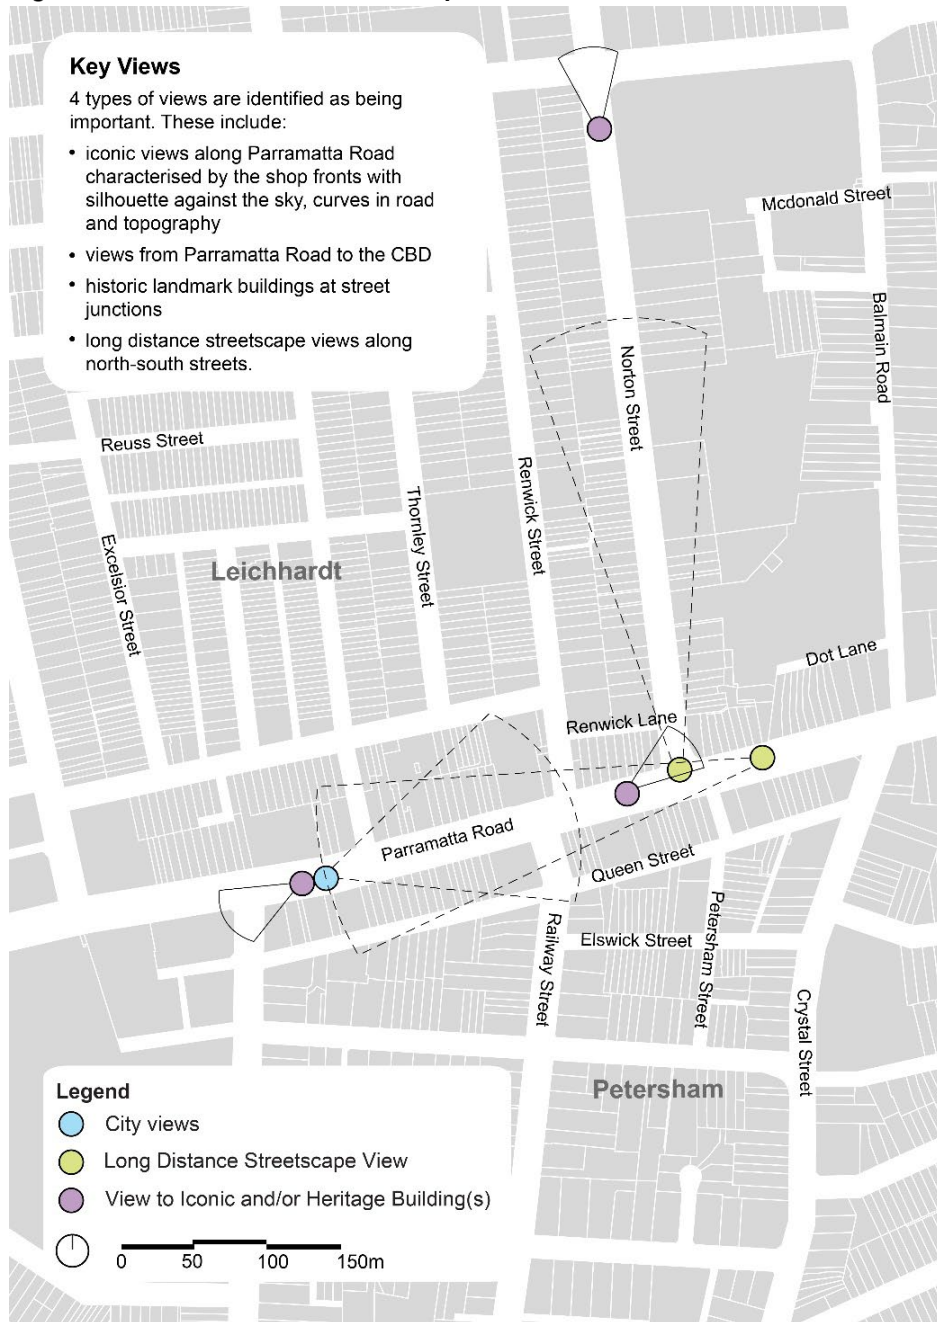 Key Views
4 types of views are identified as being
important. These include:
• iconic views along Parramatta Road
characterised by the shop fronts with
silhouette against the sky, curves in road
and topography
• views from Parramatta Road to the CBD
• historic landmark buildings at street
junctions
• long distance streetscape views along
north-south streets.
Mcdonald Street
Balmain Road
Norton Street
Reuss Street
Renwick Street
Thornley Street
Excelsior Street
Leichhardt
Dot Lane
Renwick Lane
Parramatta Road
Queen Street
Petersham Street
Railway Street
Elswick Street
Crystal Street
Petersham
Legend
City views
Long Distance Streetscape View
View to Iconic and/or Heritage Building(s)
0 50 100 150m